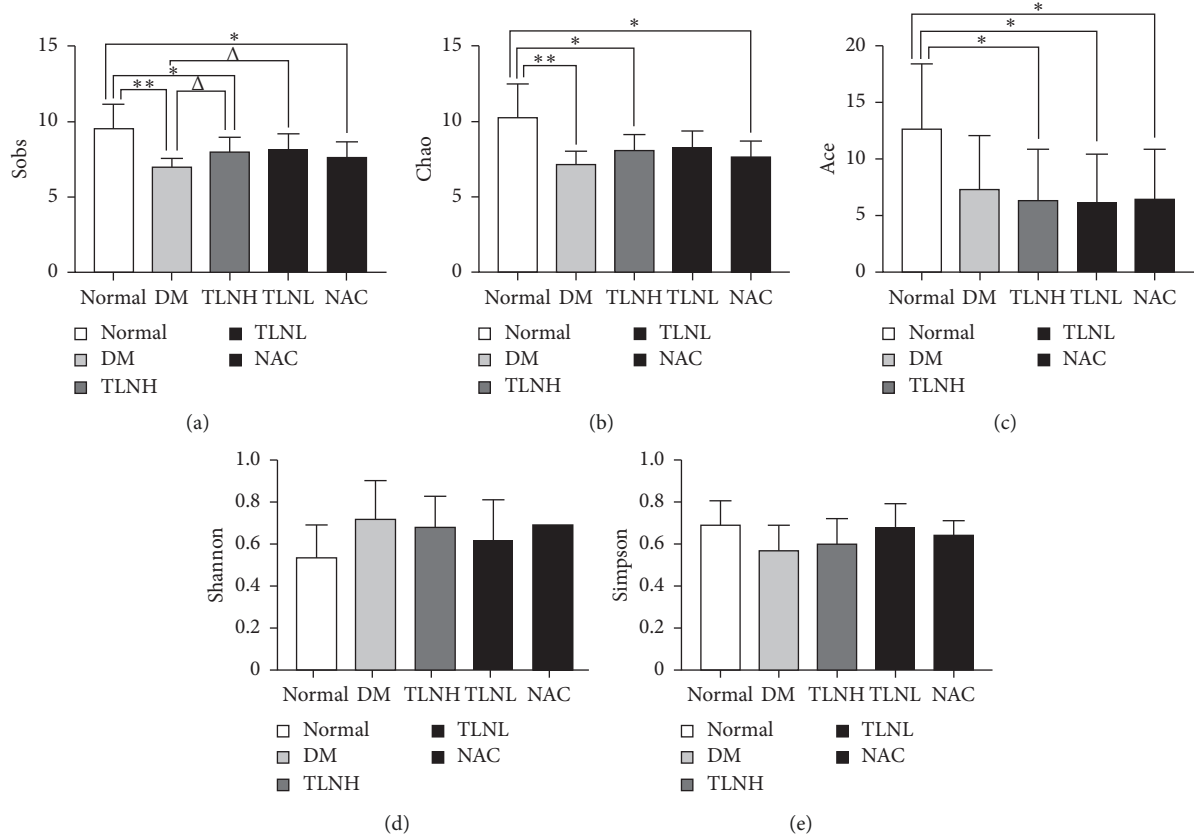 *
Δ
*
**
Δ
15
10
5
0
Sobs
Normal DM TLNH TLNL NAC
Normal TLNL
DM NAC
TLNH
(a)
*
*
**
15
10
5
0
Chao
Normal DM TLNH TLNL NAC
Normal TLNL
DM NAC
TLNH
(b)
*
*
*
20
15
10
5
0
Ace
Normal DM TLNH TLNL NAC
Normal TLNL
DM NAC
TLNH
(c)
1.0
0.8
0.6
0.4
0.2
0
Shannon
Normal DM TLNH TLNL NAC
Normal TLNL
DM NAC
TLNH
(d)
1.0
0.8
0.6
0.4
0.2
0
Simpson
Normal DM TLNH TLNL NAC
Normal TLNL
DM NAC
TLNH
(e)